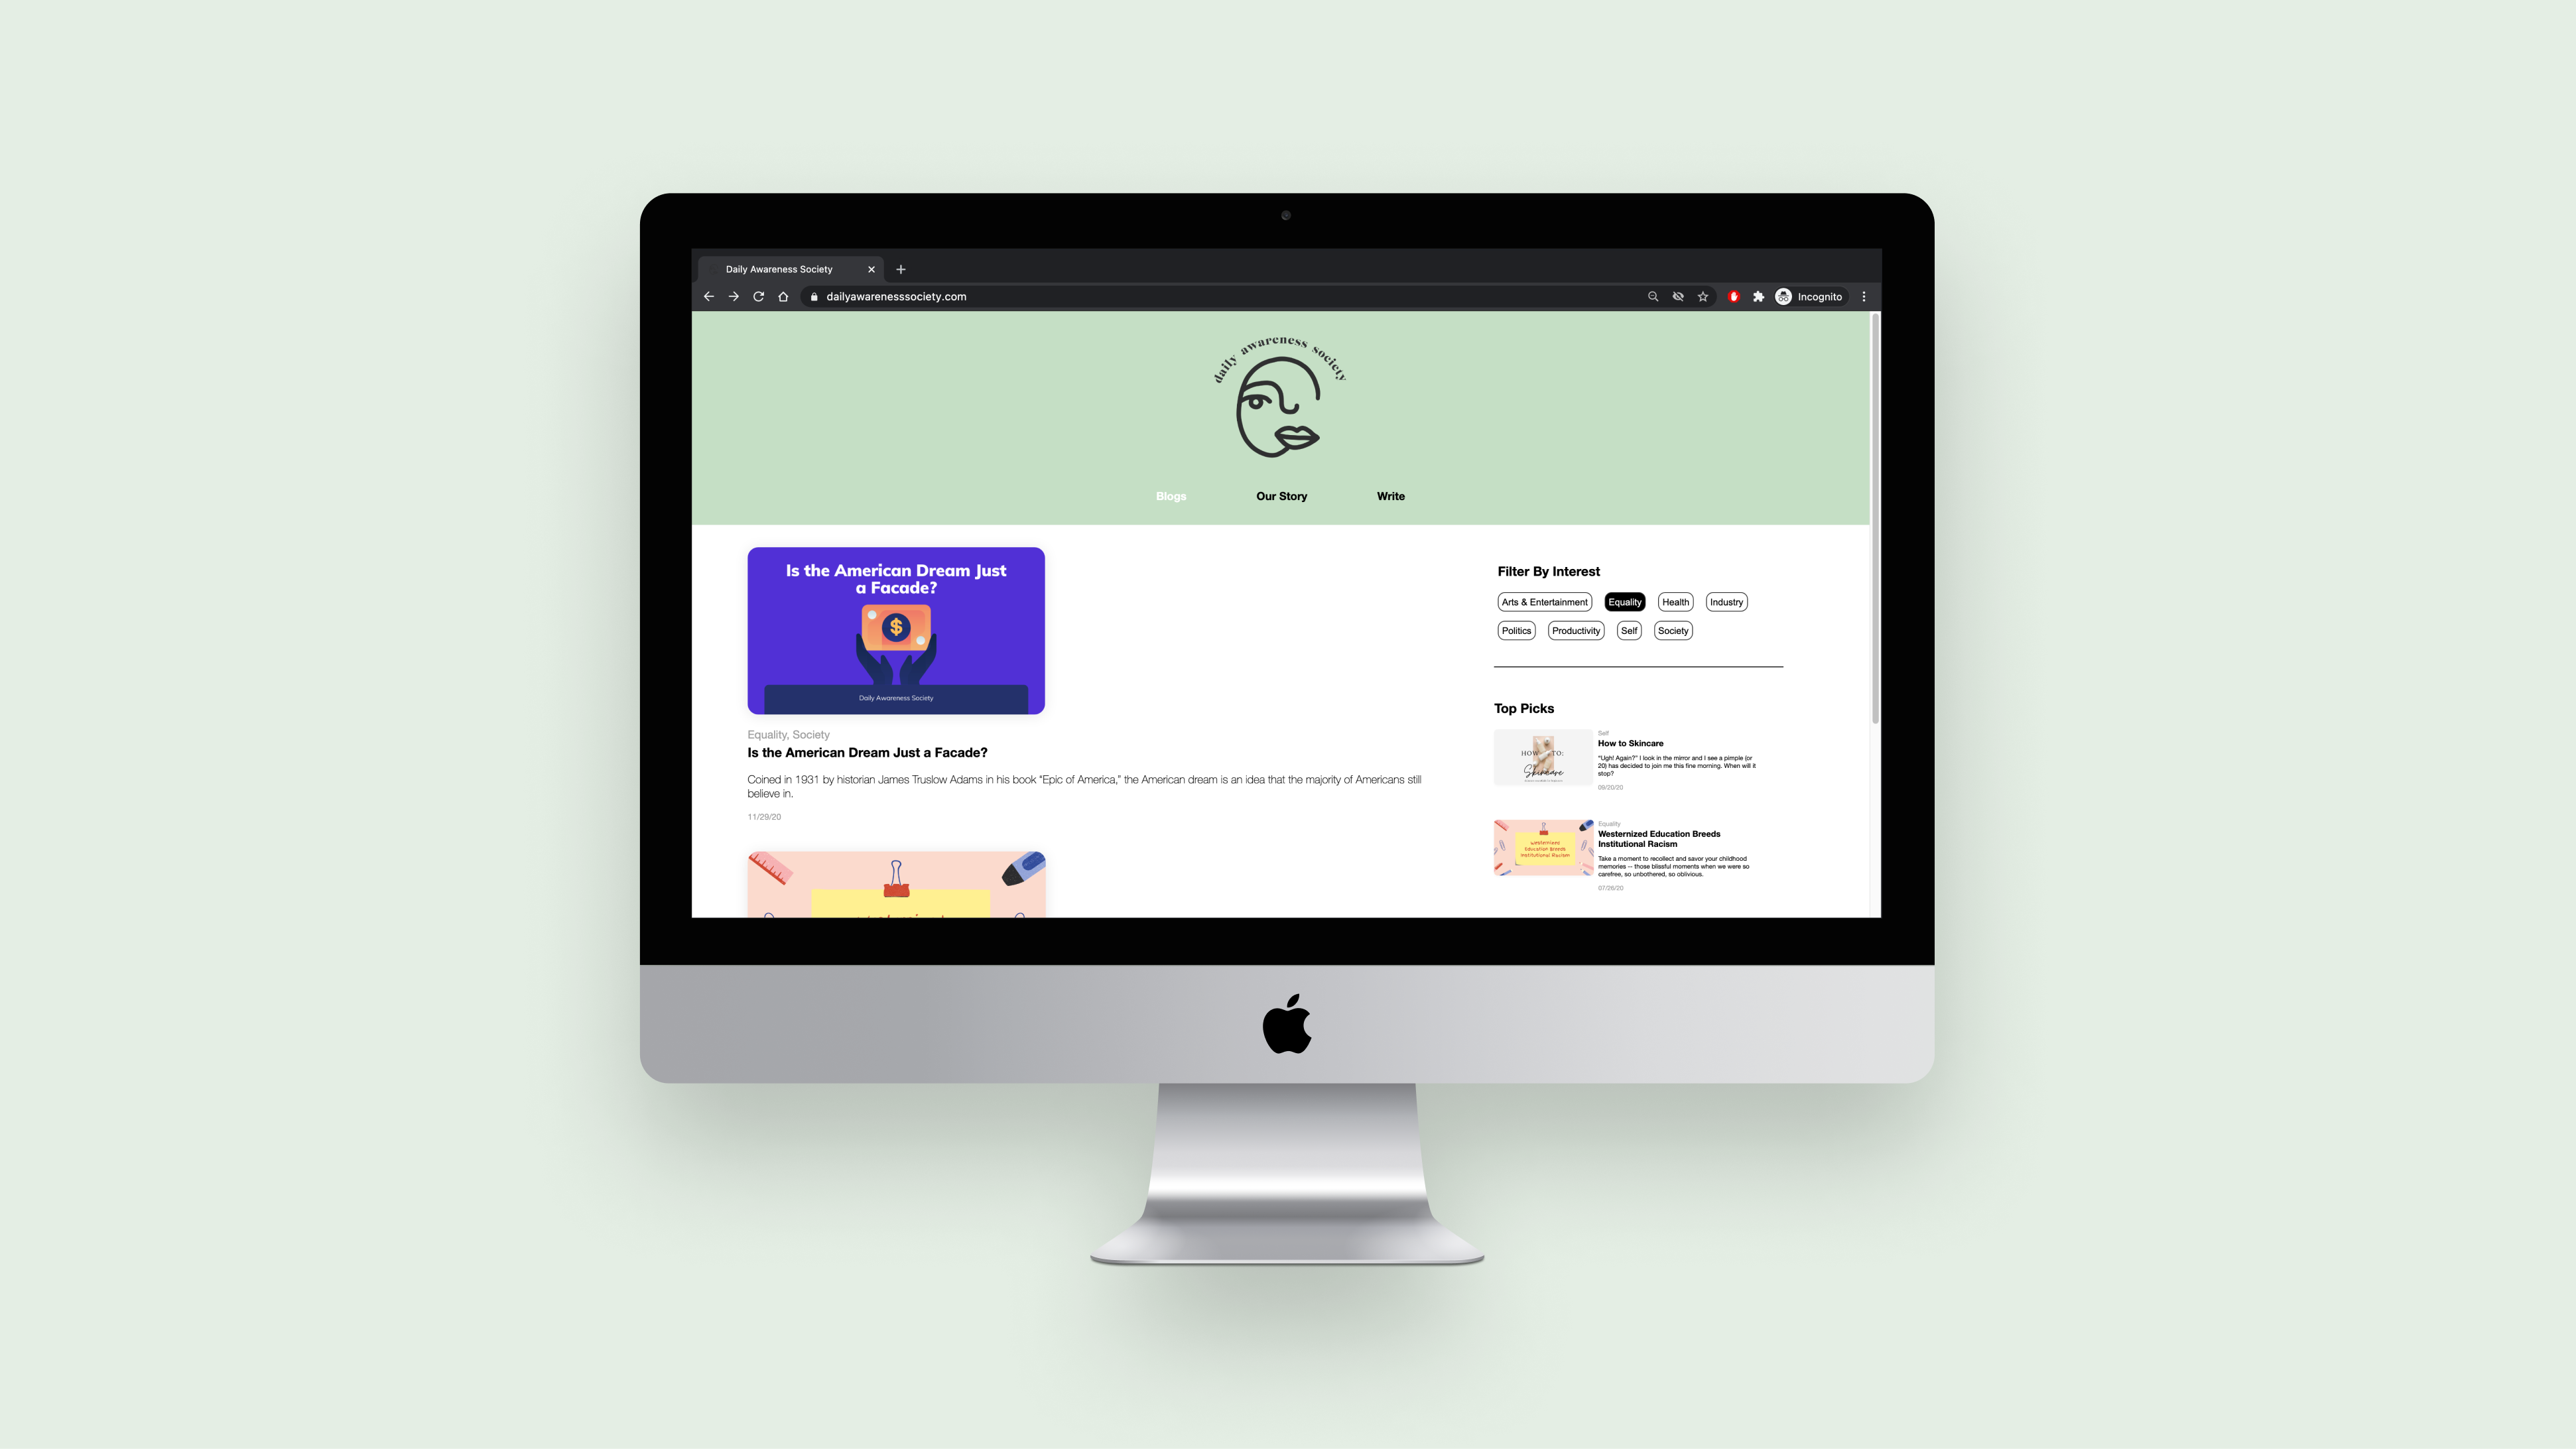 Daily Awareness Society
dailyawarenesssociety.com
Incognito
daily awareness society
Blogs
Our Story
Write
Is the American Dream Just
a Facade?
$
Daily Awareness Society
Equality, Society
Is the American Dream Just a Facade?
Coined in 1931 by historian James Truslow Adams in his book “Epic of America,” the American dream is an idea that the majority of Americans still
believe in.
11/29/20
Filter By Interest
Arts & Entertainment
Equality
Health
Industry
Politics
Productivity
Self
Society
Top Picks
HOW TO:
Skincare
Self
How to Skincare
“Ugh! Again?” I look in the mirror and I see a pimple (or
20) has decided to join me this fine morning. When will it
stop?
09/20/20
Westernized
Education Breeds
Institutional Racism
Equality
Westernized Education Breeds
Institutional Racism
Take a moment to recollect and savor your childhood
memories -- those blissful moments when we were so
carefree, so unbothered, so oblivious.
07/26/20